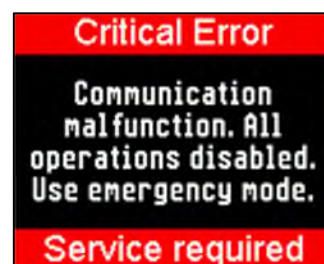 Critical Error
Communication
malfunction. All
operations disabled.
Use emergency mode.
Service required